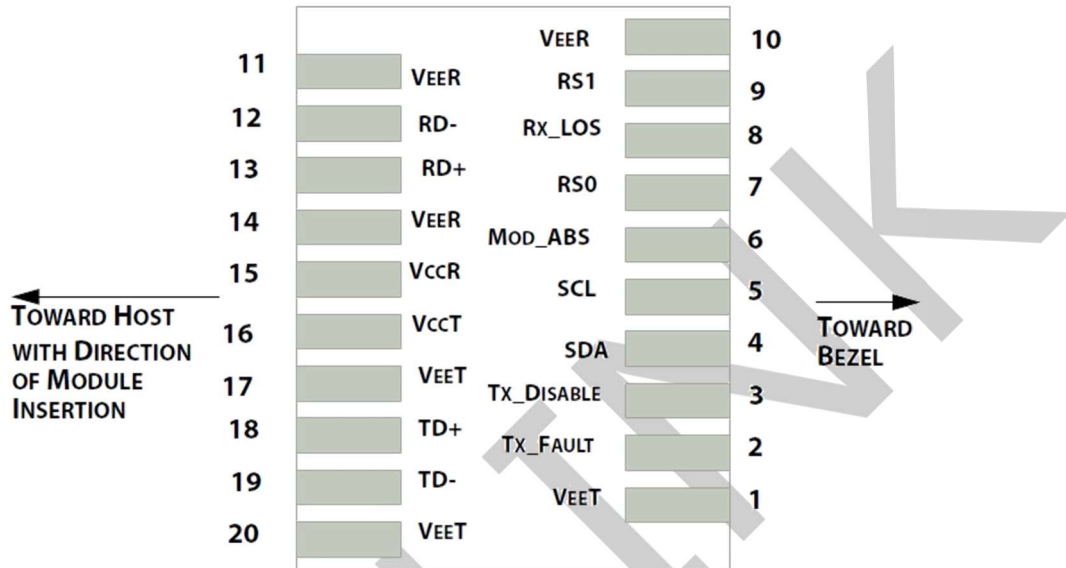 11 VEER
12 RD-
13 RD+
14 VEER
15 VCCR
16 VCCT
17 VEET
18 TD+
19 TD-
20 VEET
VEER 10
RS1 9
RX_LOS 8
RS0 7
MOD_ABS 6
SCL 5
SDA 4
TX_DISABLE 3
TX_FAULT 2
VEET 1
TOWARD HOST
WITH DIRECTION
OF MODULE
INSERTION
TOWARD
BEZEL